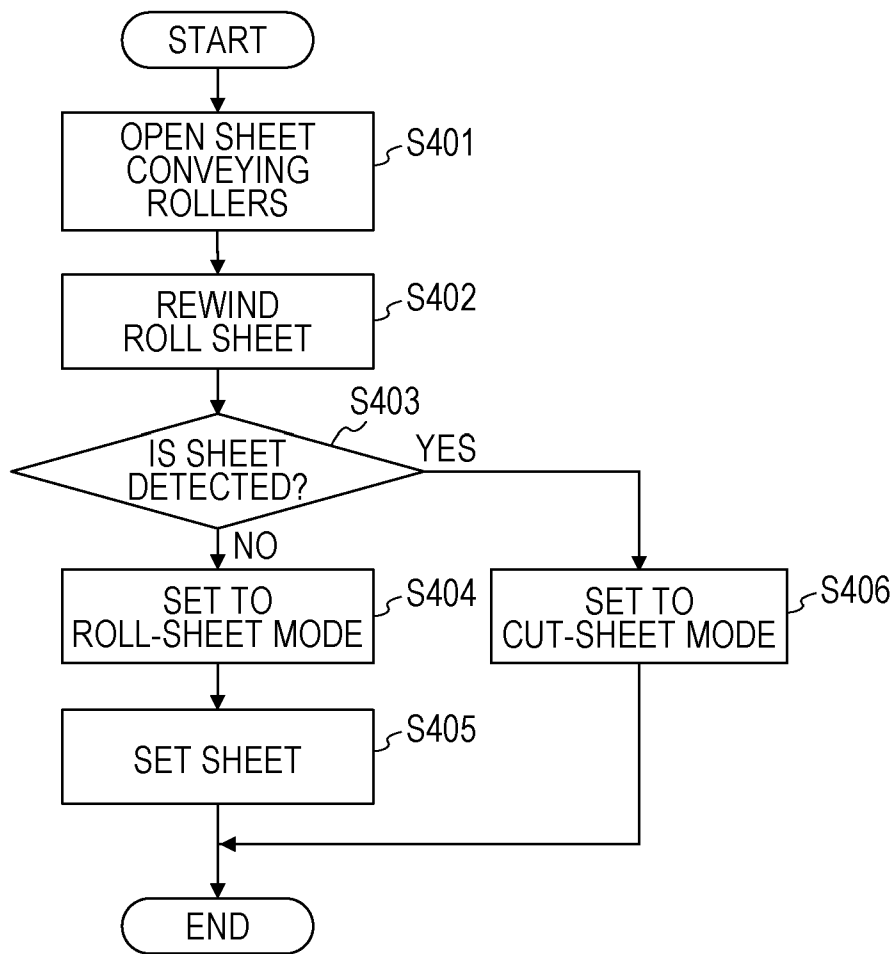 START
OPEN SHEET
CONVEYING
ROLLERS
S401
REWIND
ROLL SHEET
S402
S403
IS SHEET
DETECTED?
YES
NO
SET TO
ROLL-SHEET MODE
S404
SET TO
CUT-SHEET MODE
S406
SET SHEET
S405
END